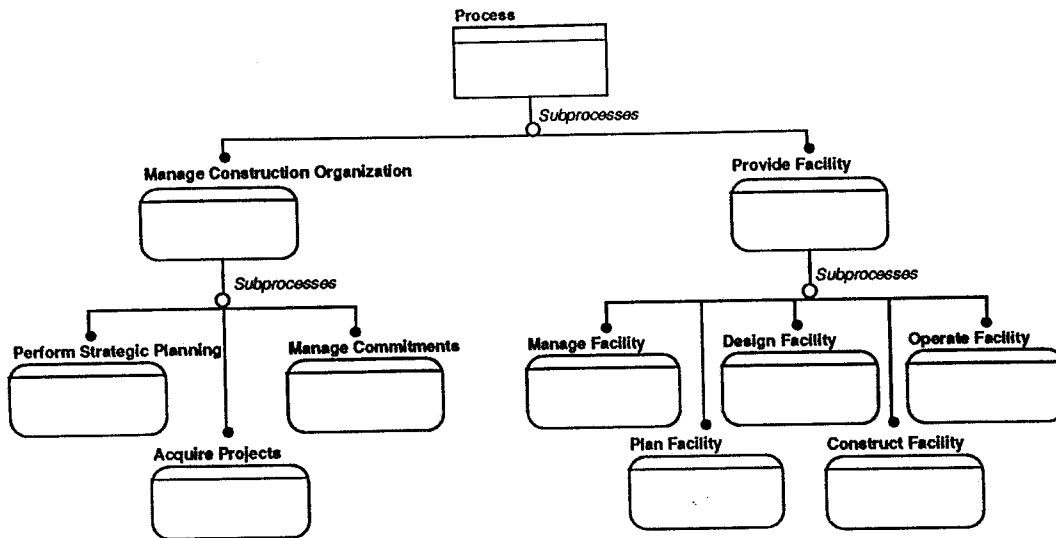 Process
Subprocesses
Manage Construction Organization
Provide Facility
Subprocesses
Subprocesses
Perform Strategic Planning
Manage Commitments
Manage Facility
Design Facility
Operate Facility
Acquire Projects
Plan Facility
Construct Facility